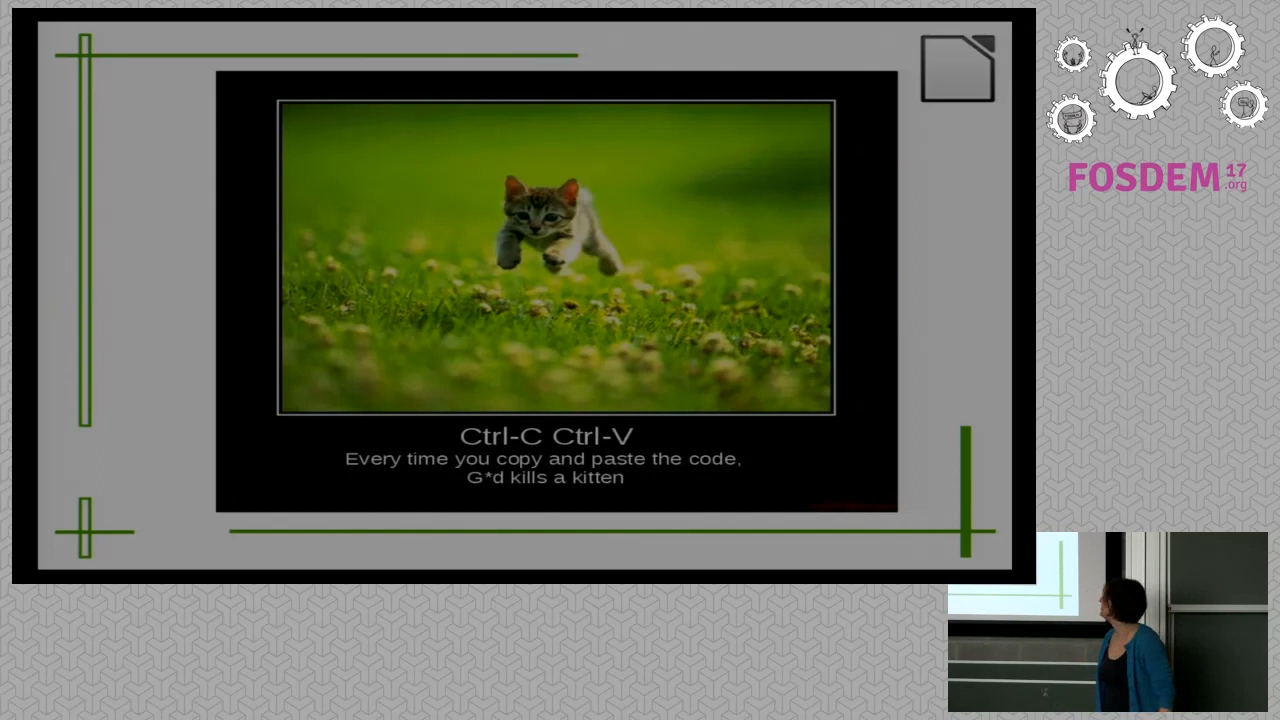 FOSDEM 17
.org
Ctrl-C Ctrl-V
Every time you copy and paste the code,
G*d kills a kitten